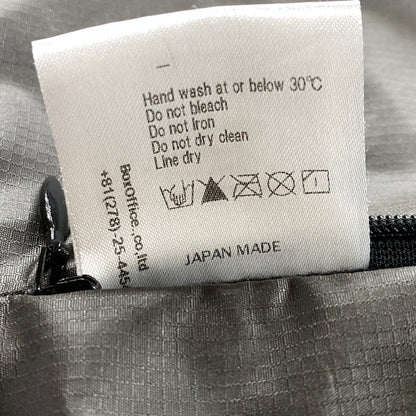 Hand wash at or below 30℃
Do not bleach
Do not Iron
Do not dry clean
Line dry
JAPAN MADE
BoxOffice.,co,ltd
+81(278)-25-445